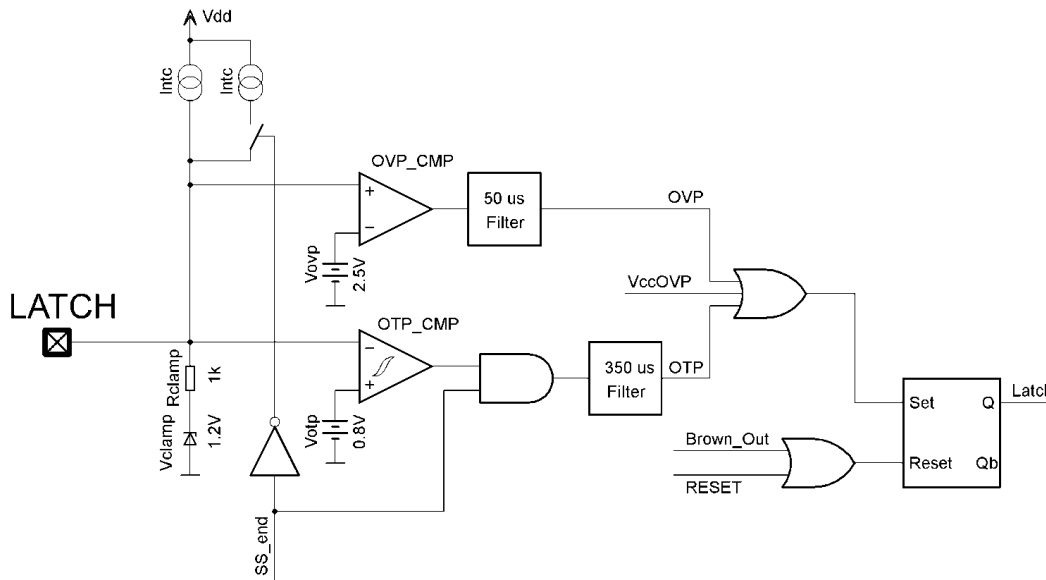 Vdd
Intc
Intc
OVP_CMP
+
−
50 us
Filter
OVP
Vovp
2.5V
VccOVP
LATCH
OTP_CMP
−
+
350 us
Filter
OTP
Rclamp
1k
Vclamp
1.2V
Votp
0.8V
Set
Q
Latch
Brown_Out
Reset
Qb
RESET
SS_end